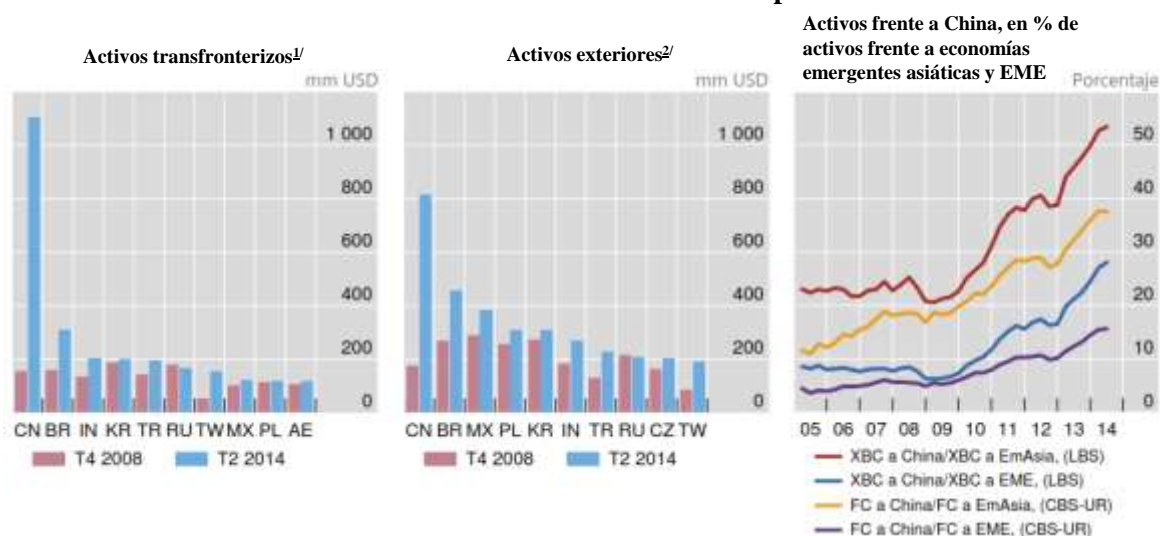 Activos transfronterizos1/
mm USD
1 000
800
600
400
200
0
CN BR IN KR TR RU TW MX PL AE
T4 2008 T2 2014
Activos exteriores2/
mm USD
1 000
800
600
400
200
0
CN BR MX PL KR IN TR RU CZ TW
T4 2008 T2 2014
Activos frente a China, en % de
activos frente a economías
emergentes asiáticas y EME
Porcentaje
50
40
30
20
10
0
05 06 07 08 09 10 11 12 13 14
XBC a China/XBC a EmAsia, (LBS)
XBC a China/XBC a EME, (LBS)
FC a China/FC a EmAsia, (CBS-UR)
FC a China/FC a EME, (CBS-UR)